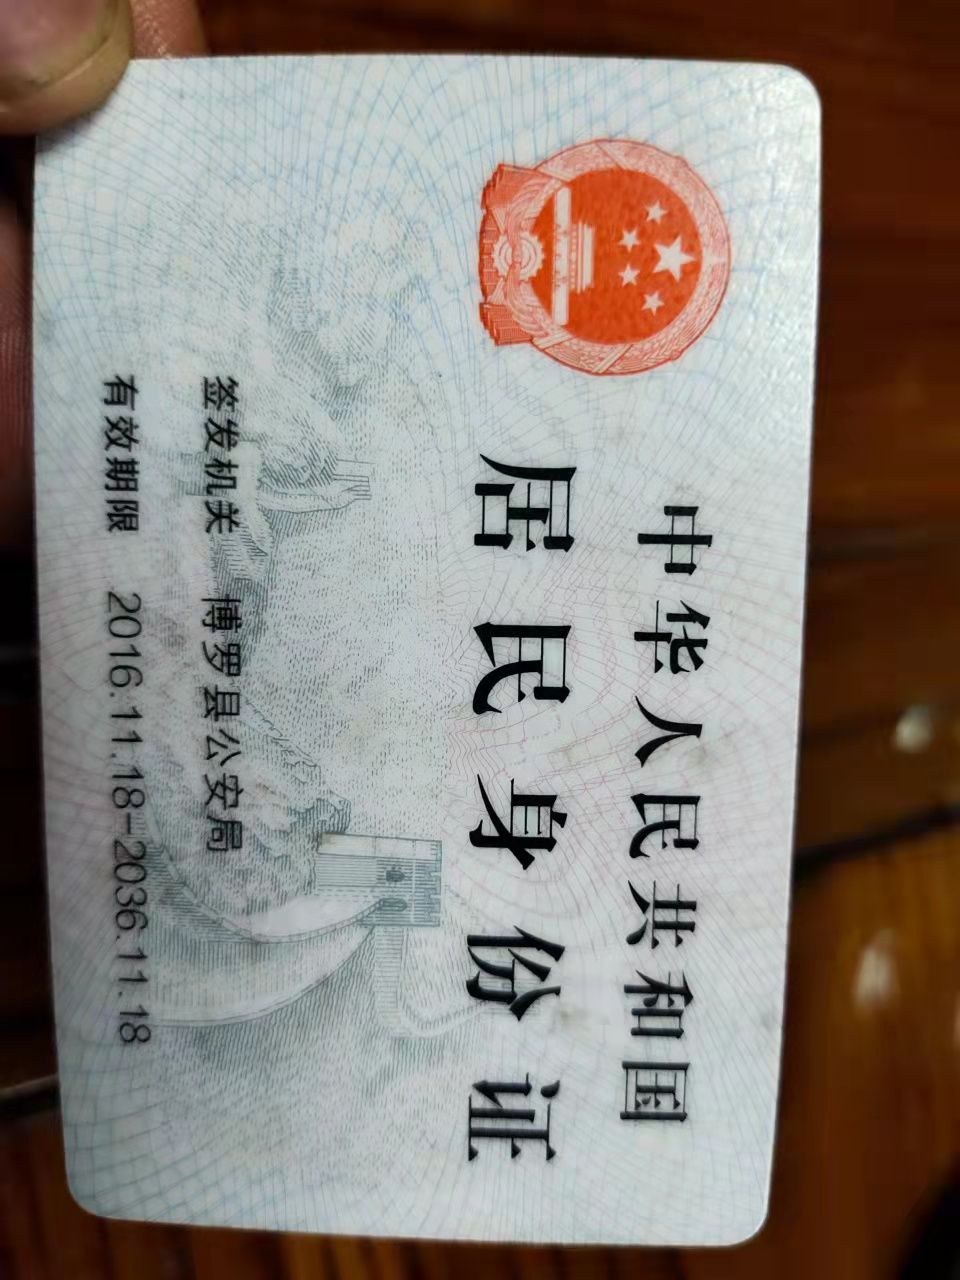 中华人民共和国
居民身份证
签发机关 博罗县公安局
有效期限 2016.11.18-2036.11.18